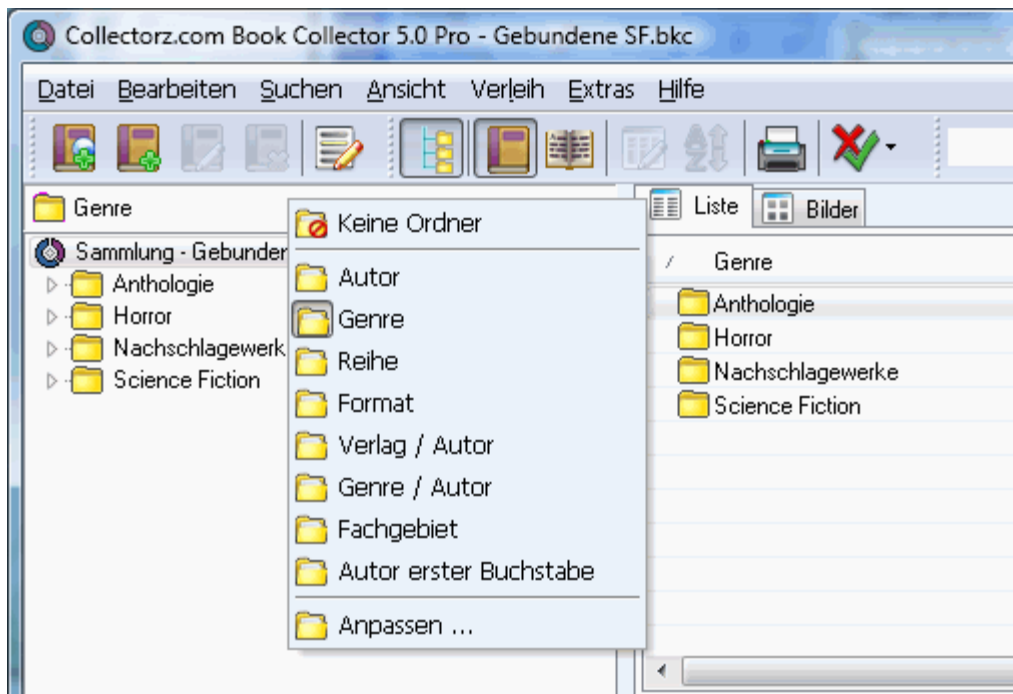 Collectorz.com Book Collector 5.0 Pro - Gebundene SF.bkc
Datei Bearbeiten Suchen Ansicht Verleih Extras Hilfe
Genre
Sammlung - Gebunden
Anthologie
Horror
Nachschlagewerk
Science Fiction
Keine Ordner
Autor
Genre
Reihe
Format
Verlag / Autor
Genre / Autor
Fachgebiet
Autor erster Buchstabe
Anpassen ...
Liste Bilder
Genre
Anthologie
Horror
Nachschlagewerke
Science Fiction